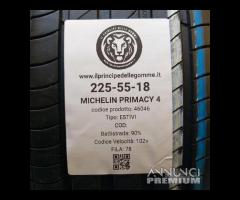 www.ilprincipedellegomme.it
225-55-18
MICHELIN PRIMACY 4
codice prodotto: 46046
Tipo: ESTIVI
COD:
Battistrada: 90%
Codice Velocità: 102v
FILA: 78
ANNUNCI
PREMIUM